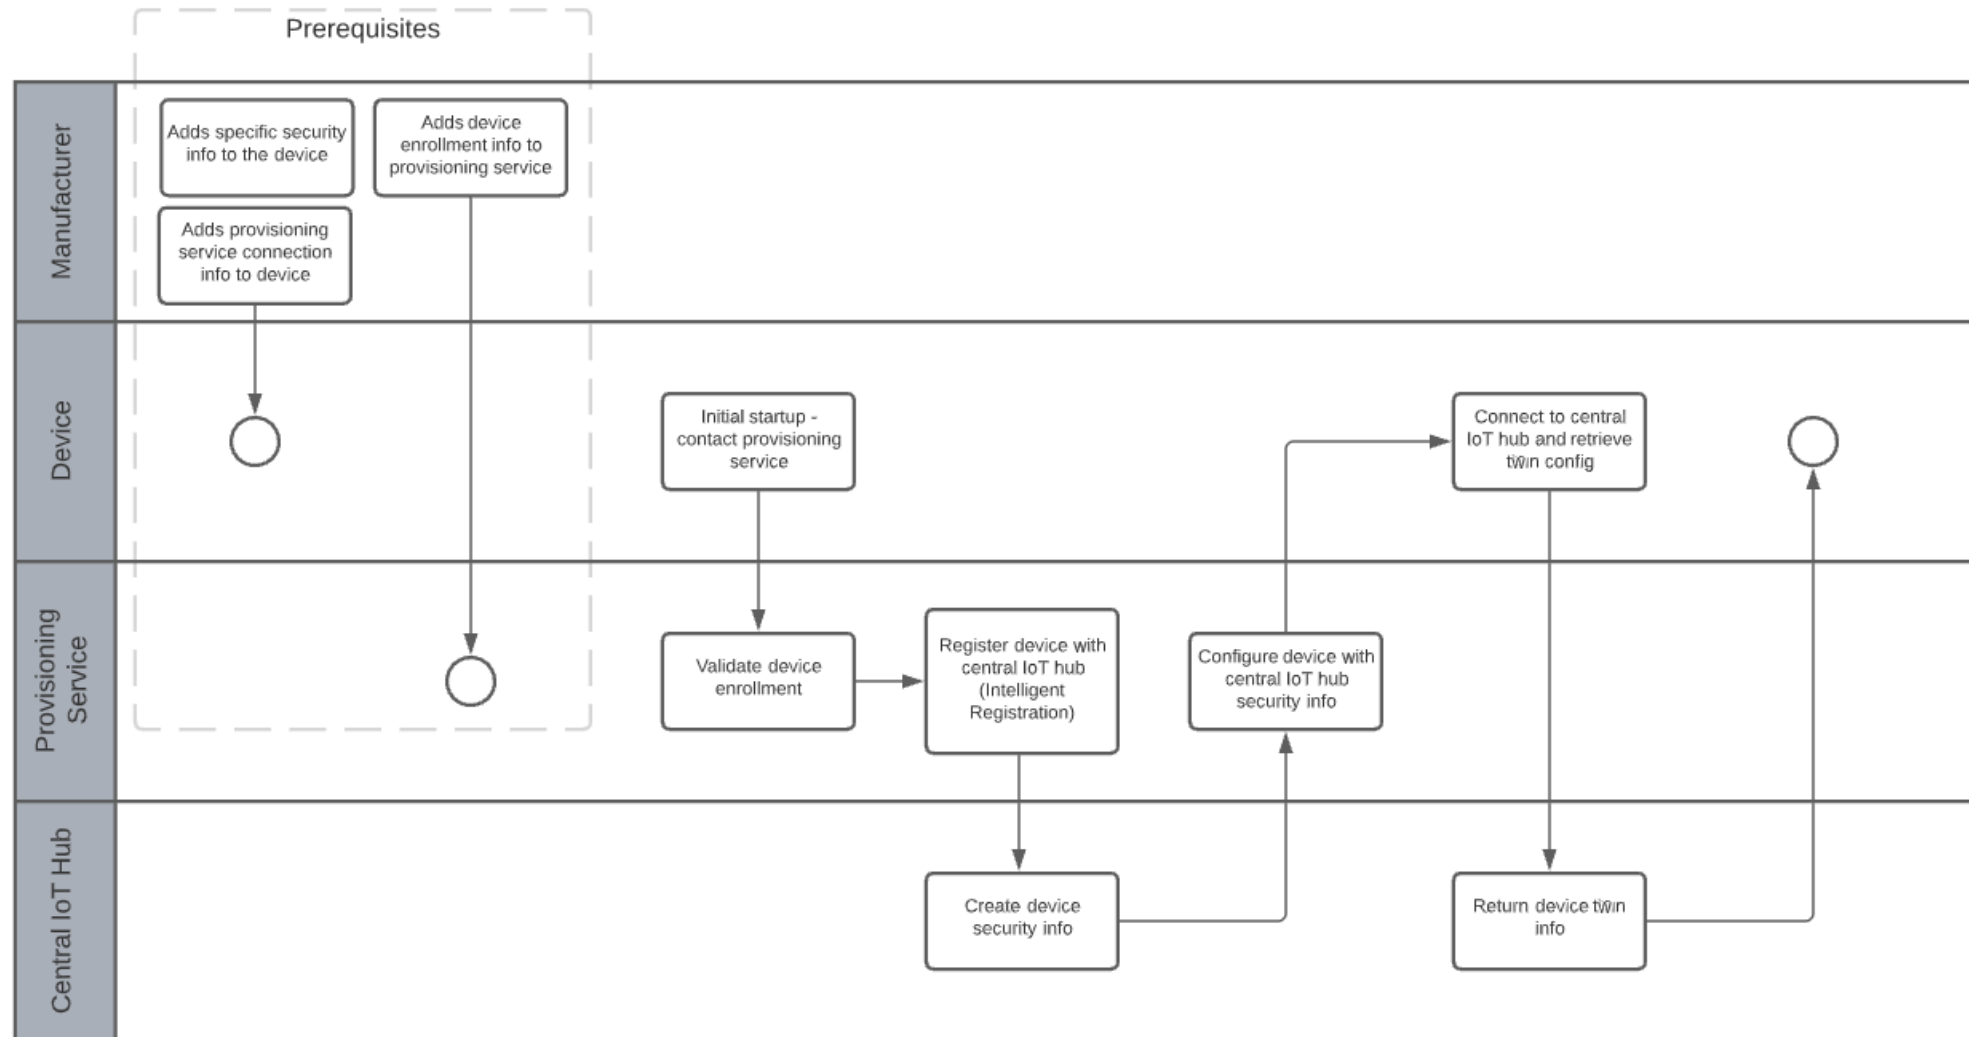 Prerequisites
Manufacturer
Adds specific security
info to the device
Adds device
enrollment info to
provisioning service
Adds provisioning
service connection
info to device
Device
Initial startup -
contact provisioning
service
Connect to central
IoT hub and retrieve
twin config
Provisioning
Service
Validate device
enrollment
Register device with
central IoT hub
(Intelligent
Registration)
Configure device with
central IoT hub
security info
Central IoT Hub
Create device
security info
Return device twin
info